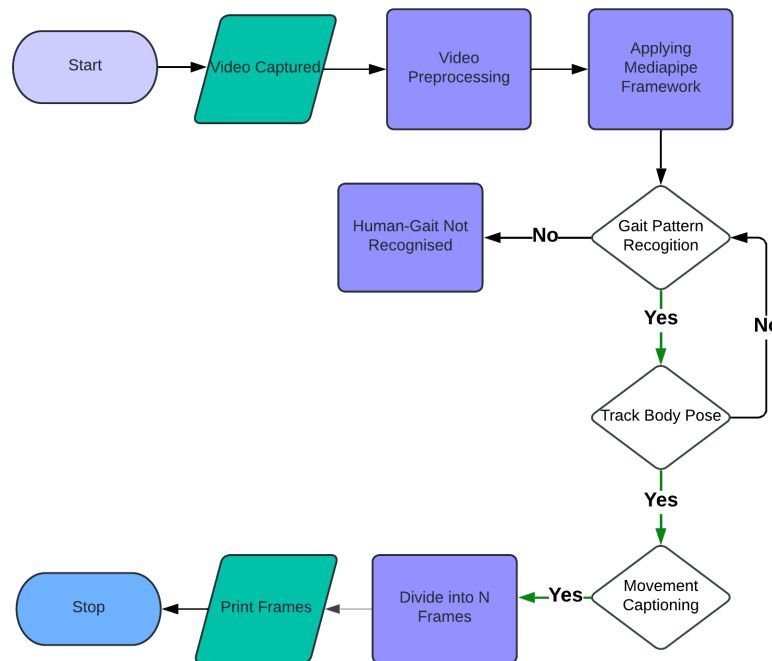 Start
Video Captured
Video
Preprocessing
Applying
Mediapipe
Framework
Human-Gait Not
Recognised
No
Gait Pattern
Recogition
Yes
Track Body Pose
Yes
Movement
Captioning
Yes
Divide into N
Frames
Print Frames
Stop